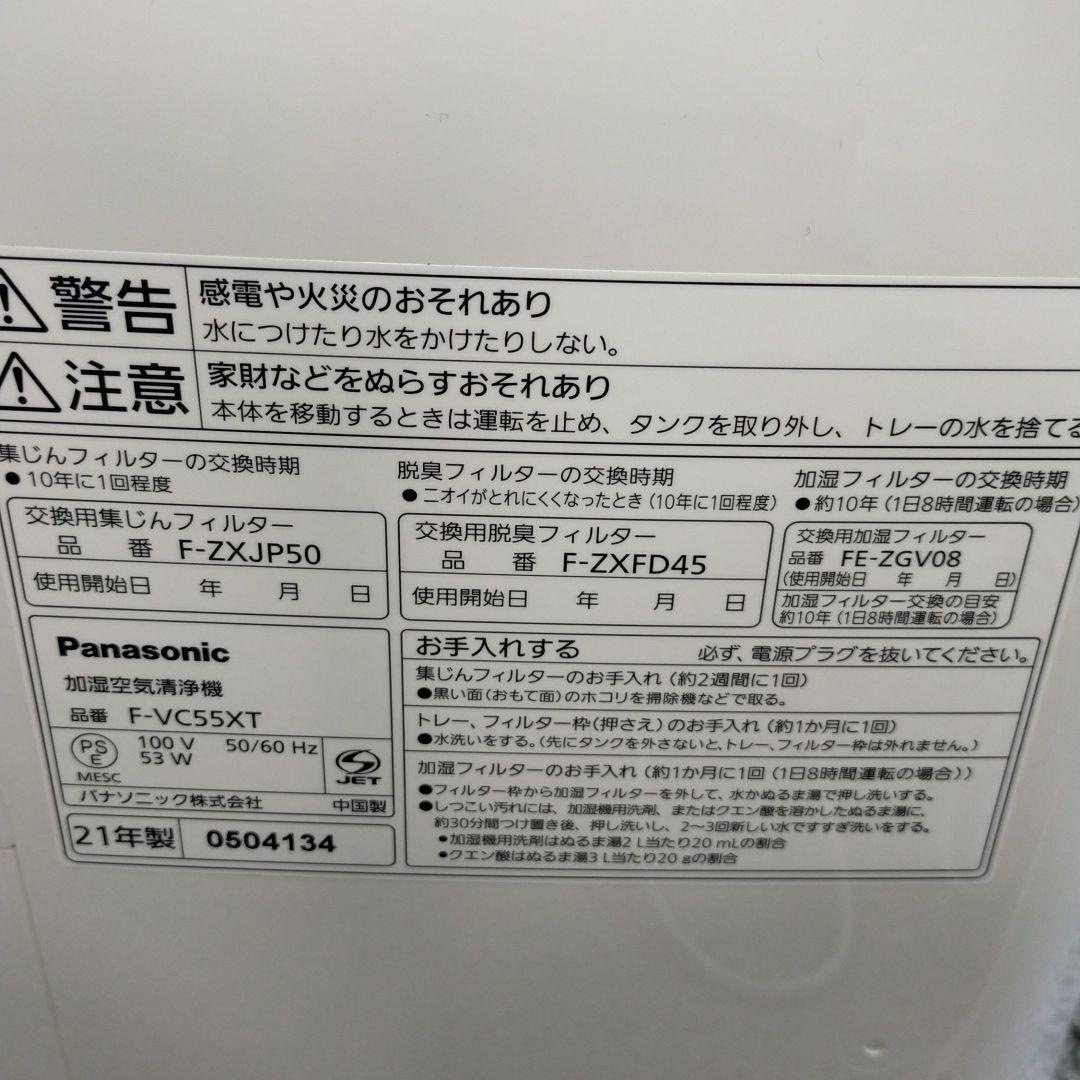 警告
感電や火災のおそれあり
水につけたり水をかけたりしない。
注意
家財などをぬらすおそれあり
本体を移動するときは運転を止め、タンクを取り外し、トレーの水を捨てる
集じんフィルターの交換時期
●10年に1回程度
交換用集じんフィルター
品番 F-ZXJP50
使用開始日 年 月 日
脱臭フィルターの交換時期
●ニオイがとれにくくなったとき(10年に1回程度)
交換用脱臭フィルター
品番 F-ZXFD45
使用開始日 年 月 日
加湿フィルターの交換時期
●約10年(1日8時間運転の場合)
交換用加湿フィルター
品番 FE-ZGV08
(使用開始日 年 月 日)
加湿フィルター交換の目安
約10年(1日8時間運転の場合)
Panasonic
加湿空気清浄機
品番 F-VC55XT
PS
E
MESC
100 V 50/60 Hz
53 W
JET
パナソニック株式会社 中国製
21年製 0504134
お手入れする 必ず、電源プラグを抜いてください。
集じんフィルターのお手入れ(約2週間に1回)
●黒い面(おもて面)のホコリを掃除機などで取る。
トレー、フィルター枠(押さえ)のお手入れ(約1か月に1回)
●水洗いをする。(先にタンクを外さないと、トレー、フィルター枠は外れません。)
加湿フィルターのお手入れ(約1か月に1回(1日8時間運転の場合))
●フィルター枠から加湿フィルターを外して、水かぬるま湯で押し洗いする。
●しつこい汚れには、加湿機用洗剤、またはクエン酸を溶かしたぬるま湯に、
約30分間つけ置き後、押し洗いし、2~3回新しい水ですすぎ洗いをする。
•加湿機用洗剤はぬるま湯2 L当たり20 mLの割合
•クエン酸はぬるま湯3 L当たり20 gの割合